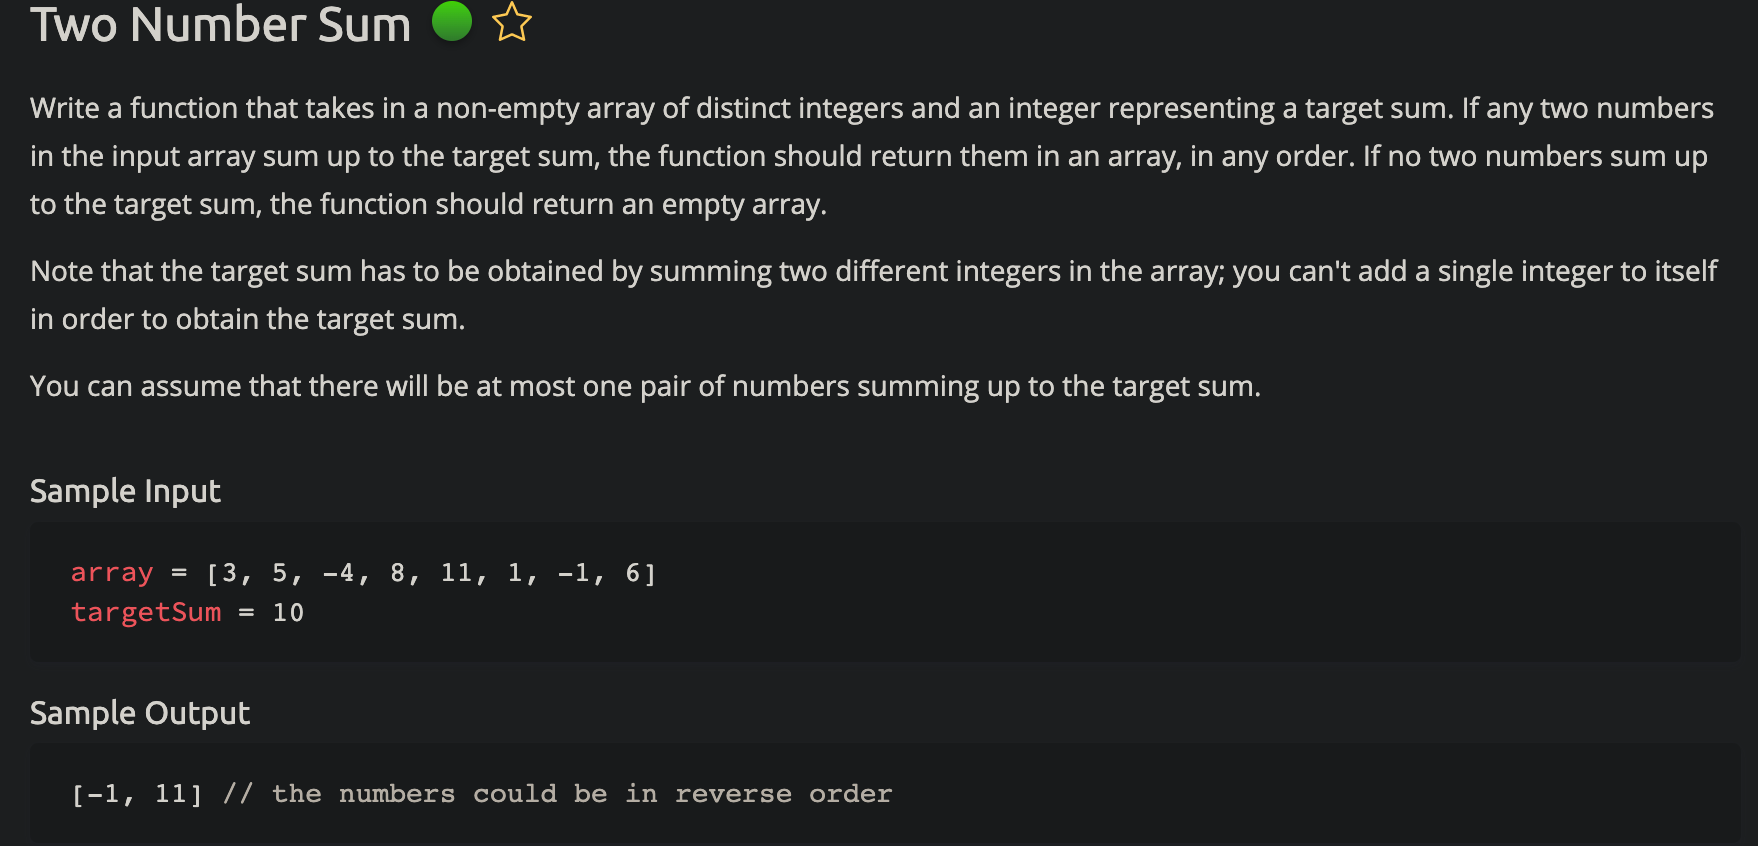 Two Number Sum
Write a function that takes in a non-empty array of distinct integers and an integer representing a target sum. If any two numbers
in the input array sum up to the target sum, the function should return them in an array, in any order. If no two numbers sum up
to the target sum, the function should return an empty array.
Note that the target sum has to be obtained by summing two different integers in the array; you can't add a single integer to itself
in order to obtain the target sum.
You can assume that there will be at most one pair of numbers summing up to the target sum.
Sample Input
array = [3, 5, -4, 8, 11, 1, -1, 6]
targetSum = 10
Sample Output
[-1, 11] // the numbers could be in reverse order